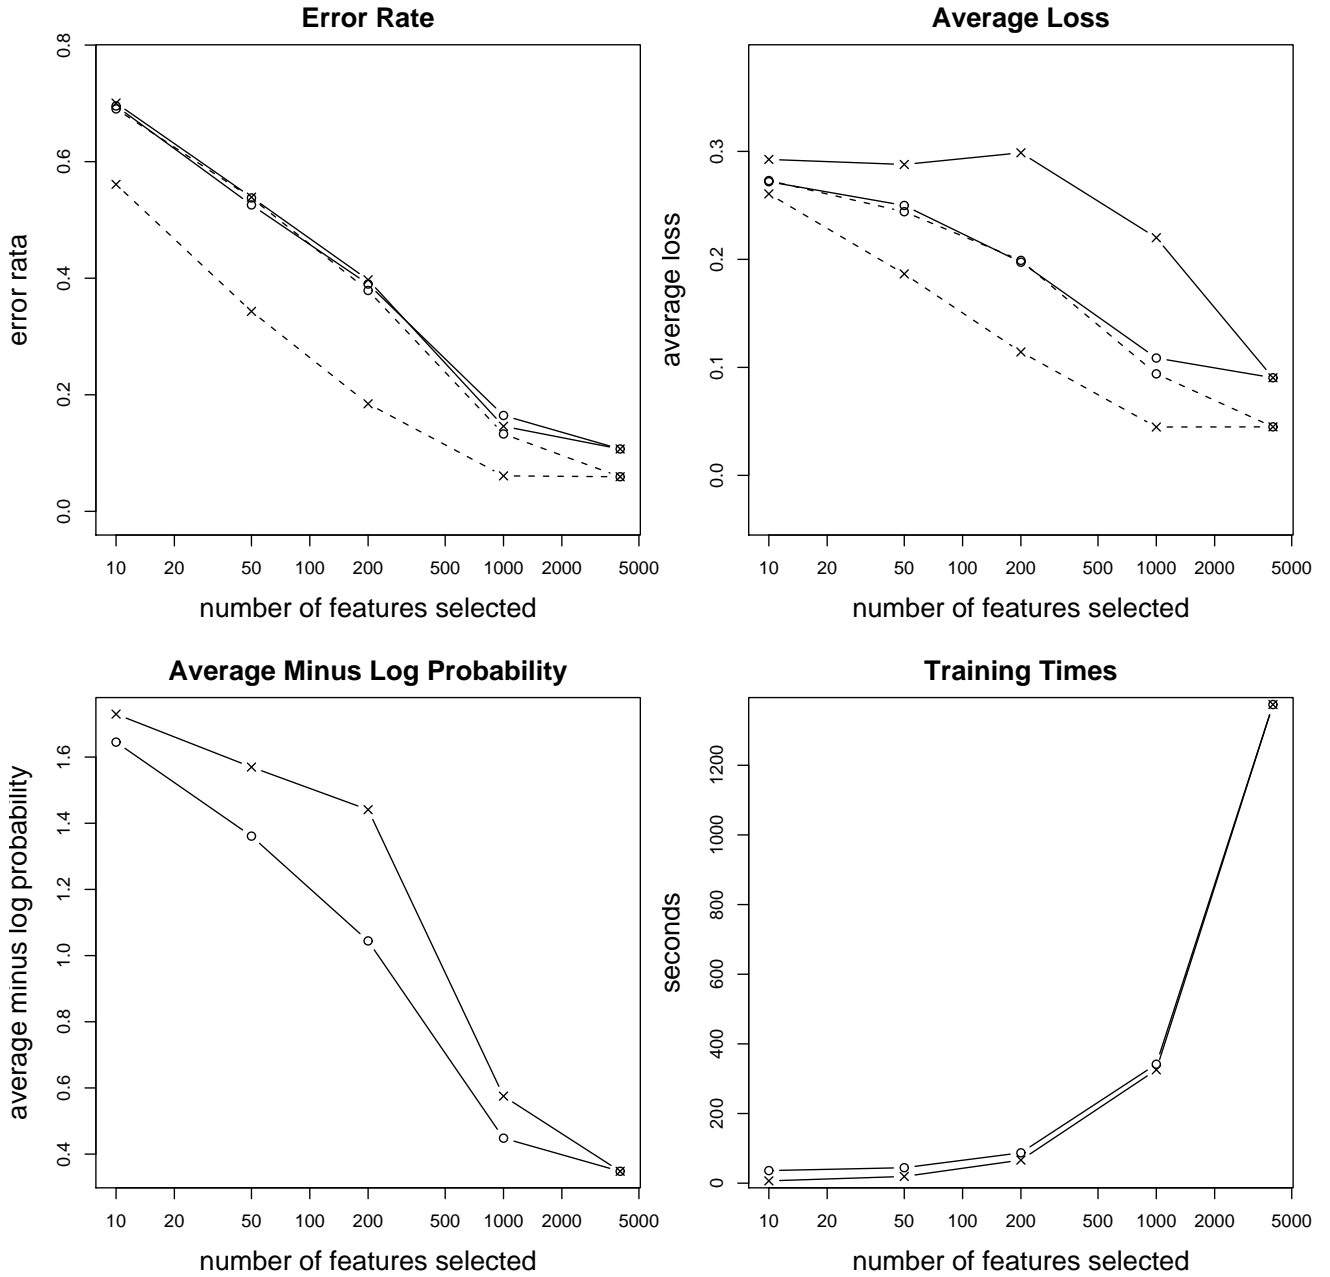 Error Rate
0.0
0.2
0.4
0.6
0.8
error rata
10 20 50 100 200 500 1000 2000 5000
number of features selected
Average Loss
0.0
0.1
0.2
0.3
average loss
10 20 50 100 200 500 1000 2000 5000
number of features selected
Average Minus Log Probability
0.4
0.6
0.8
1.0
1.2
1.4
1.6
average minus log probability
10 20 50 100 200 500 1000 2000 5000
number of features selected
Training Times
0
200
400
600
800
1000
1200
seconds
10 20 50 100 200 500 1000 2000 5000
number of features selected